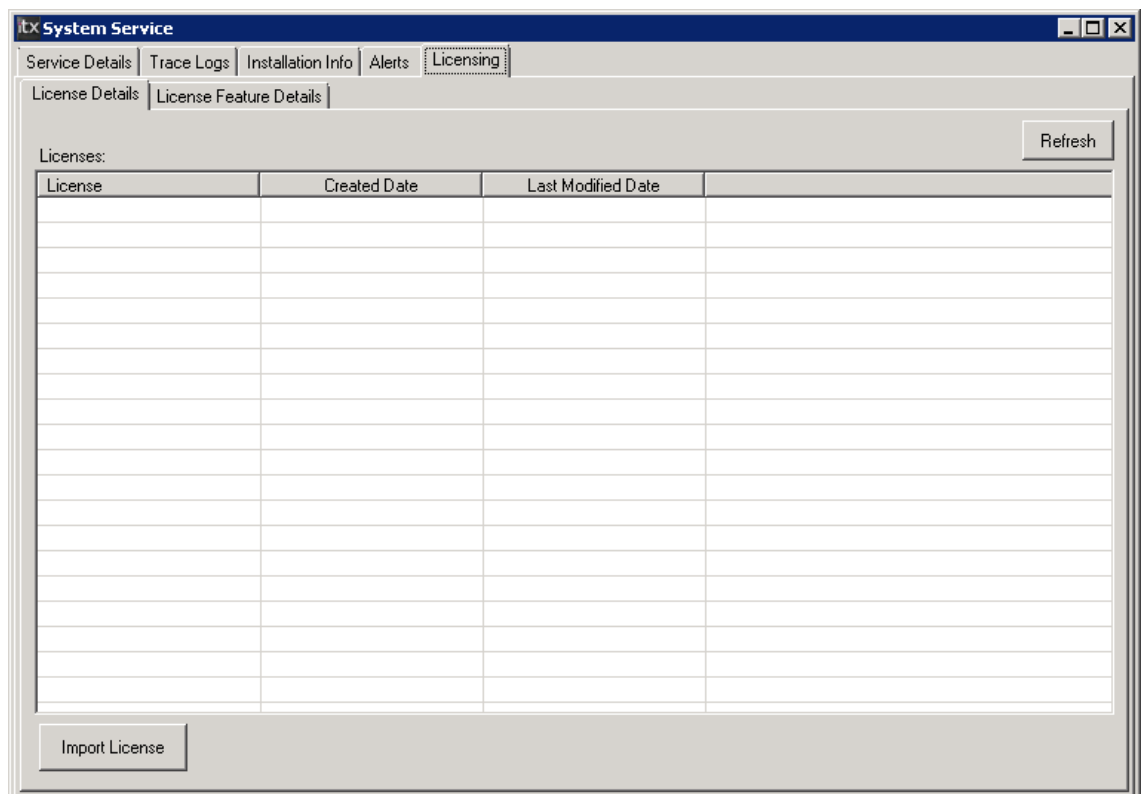 itx System Service
Service Details Trace Logs Installation Info Alerts Licensing
License Details License Feature Details
Refresh
Licenses:
License Created Date Last Modified Date
Import License